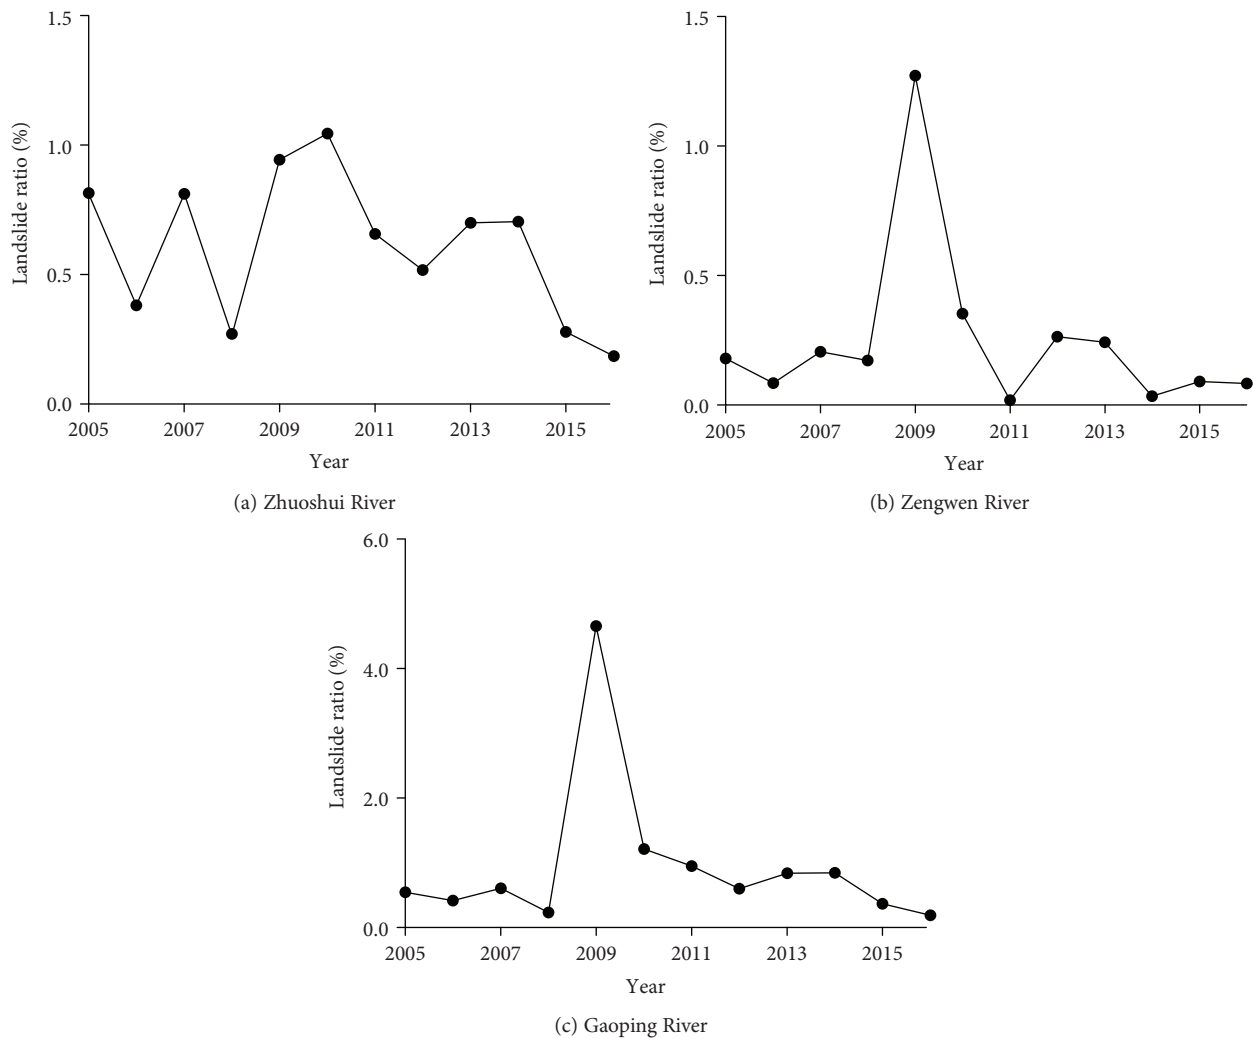 1.5
1.0
0.5
0.0
Landslide ratio (%)
2005 2007 2009 2011 2013 2015
Year
(a) Zhuoshui River
1.5
1.0
0.5
0.0
Landslide ratio (%)
2005 2007 2009 2011 2013 2015
Year
(b) Zengwen River
6.0
4.0
2.0
0.0
Landslide ratio (%)
2005 2007 2009 2011 2013 2015
Year
(c) Gaoping River